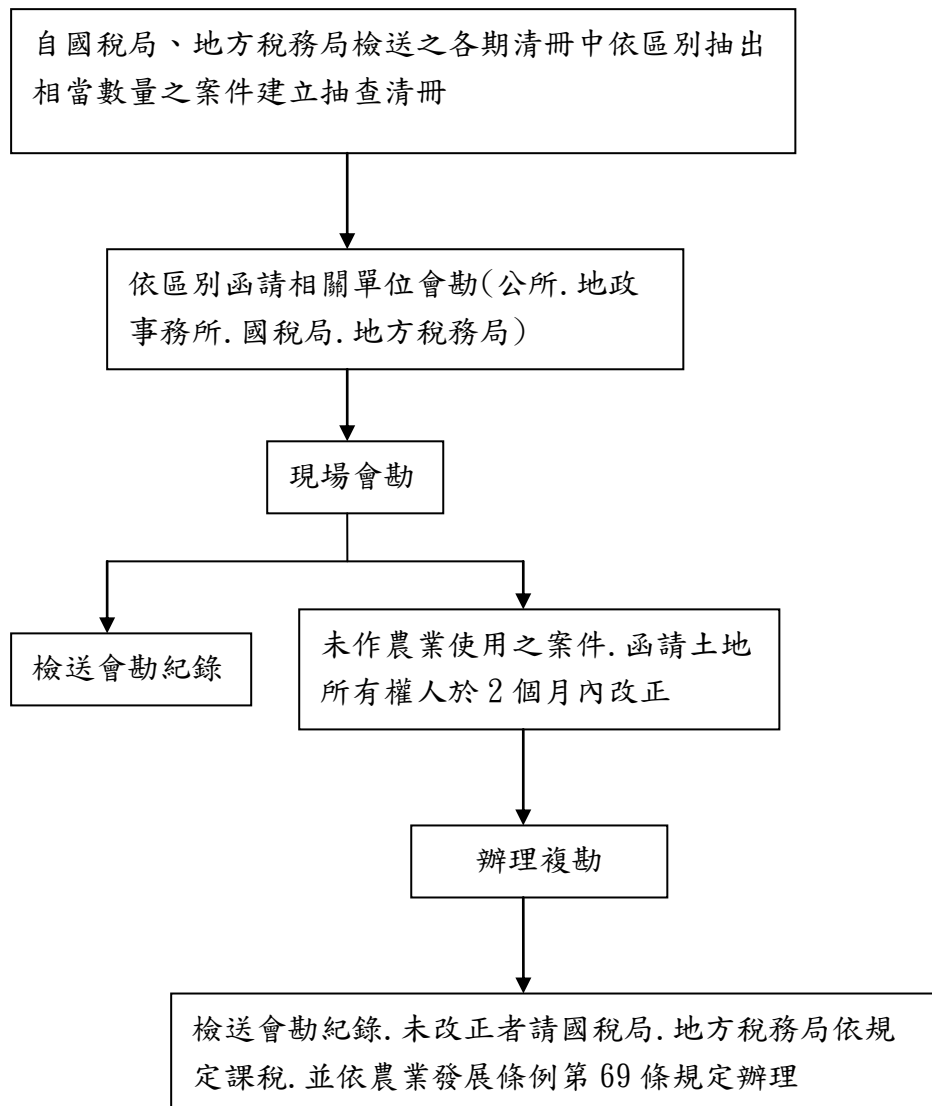 自國稅局、地方稅務局檢送之各期清冊中依區別抽出
相當數量之案件建立抽查清冊
依區別函請相關單位會勘(公所.地政
事務所.國稅局.地方稅務局)
現場會勘
檢送會勘紀錄
未作農業使用之案件.函請土地
所有權人於 2 個月內改正
辦理複勘
檢送會勘紀錄.未改正者請國稅局.地方稅務局依規
定課稅.並依農業發展條例第 69 條規定辦理